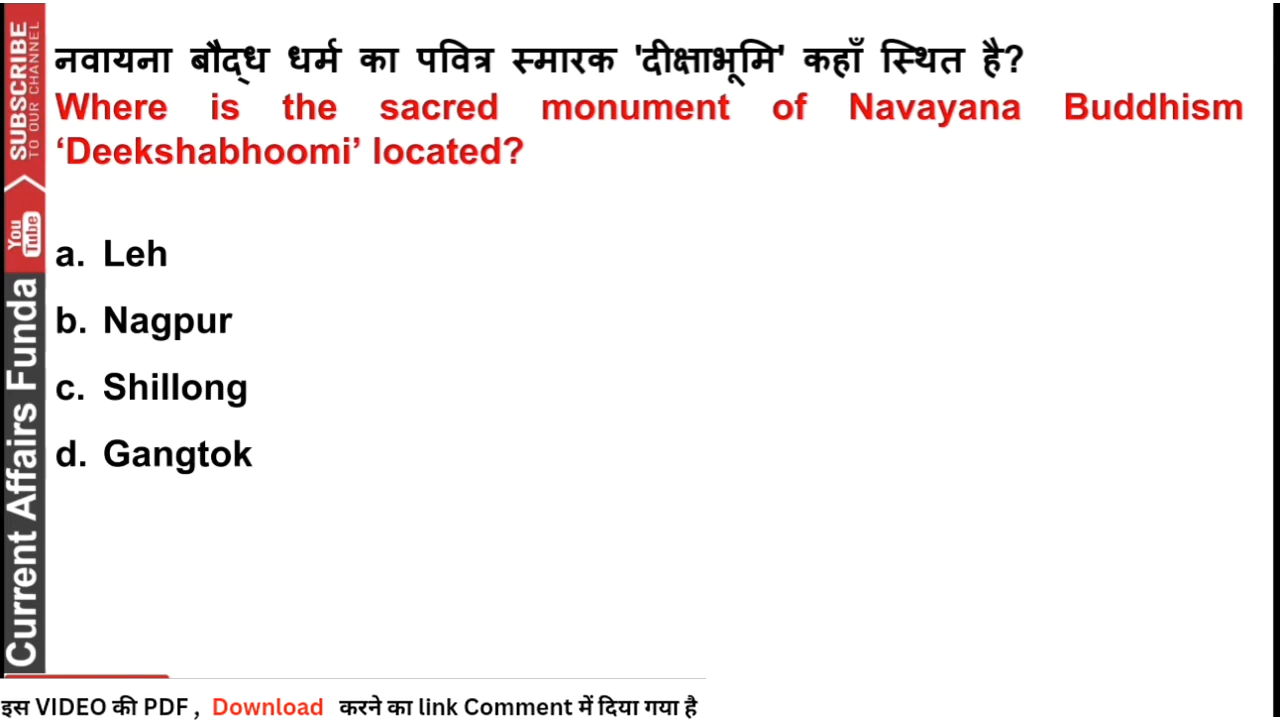 नवायना बौद्ध धर्म का पवित्र स्मारक 'दीक्षाभूमि' कहाँ स्थित है?
Where is the sacred monument of Navayana Buddhism
‘Deekshabhoomi’ located?
a. Leh
b. Nagpur
c. Shillong
d. Gangtok
SUBSCRIBE
TO OUR CHANNEL
You
Tube
Current Affairs Funda
इस VIDEO की PDF , Download करने का link Comment में दिया गया है